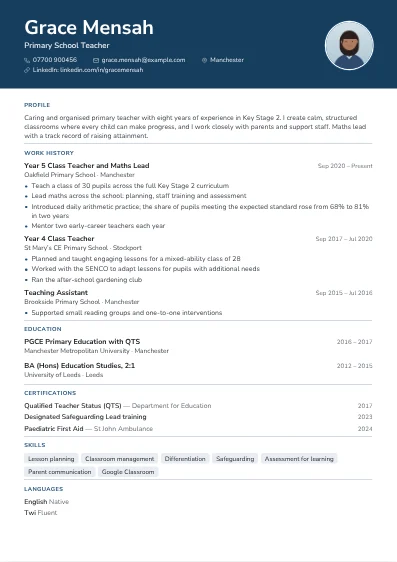 Grace Mensah
Primary School Teacher
07700 900456 grace.mensah@example.com Manchester
LinkedIn: linkedin.com/in/gracemensah
PROFILE
Caring and organised primary teacher with eight years of experience in Key Stage 2. I create calm, structured
classrooms where every child can make progress, and I work closely with parents and support staff. Maths lead
with a track record of raising attainment.
WORK HISTORY
Year 5 Class Teacher and Maths Lead Sep 2020 – Present
Oakfield Primary School · Manchester
• Teach a class of 30 pupils across the full Key Stage 2 curriculum
• Lead maths across the school: planning, staff training and assessment
• Introduced daily arithmetic practice; the share of pupils meeting the expected standard rose from 68% to 81%
in two years
• Mentor two early-career teachers each year
Year 4 Class Teacher Sep 2017 – Jul 2020
St Mary's CE Primary School · Stockport
• Planned and taught engaging lessons for a mixed-ability class of 28
• Worked with the SENCO to adapt lessons for pupils with additional needs
• Ran the after-school gardening club
Teaching Assistant Sep 2015 – Jul 2016
Brookside Primary School · Manchester
• Supported small reading groups and one-to-one interventions
EDUCATION
PGCE Primary Education with QTS 2016 – 2017
Manchester Metropolitan University · Manchester
BA (Hons) Education Studies, 2:1 2012 – 2015
University of Leeds · Leeds
CERTIFICATIONS
Qualified Teacher Status (QTS) — Department for Education 2017
Designated Safeguarding Lead training 2023
Paediatric First Aid — St John Ambulance 2024
SKILLS
Lesson planning Classroom management Differentiation Safeguarding Assessment for learning
Parent communication Google Classroom
LANGUAGES
English Native
Twi Fluent